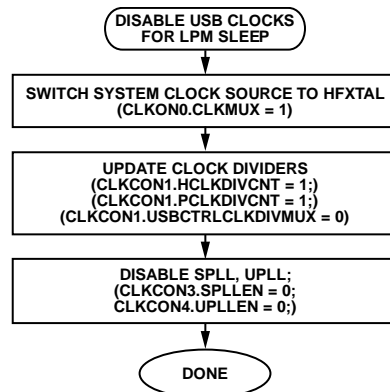 DISABLE USB CLOCKS
FOR LPM SLEEP
SWITCH SYSTEM CLOCK SOURCE TO HFXTAL
(CLKON0.CLKMUX = 1)
UPDATE CLOCK DIVIDERS
(CLKCON1.HCLKDIVCNT = 1;)
(CLKCON1.PCLKDIVCNT = 1;)
(CLKCON1.USBCTRLCLKDIVMUX = 0)
DISABLE SPLL, UPLL;
(CLKCON3.SPLLEN = 0;
CLKCON4.UPLLEN = 0;)
DONE